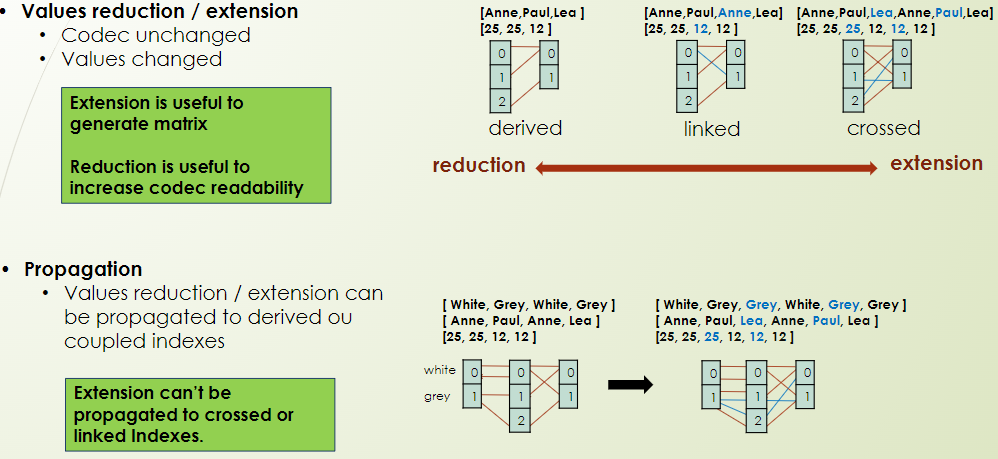 • Values reduction / extension
• Codec unchanged
• Values changed
Extension is useful to
generate matrix
Reduction is useful to
increase codec readability
[Anne,Paul,Lea ]
[25, 25, 12 ]
0
0
1
1
2
derived
[Anne,Paul,Anne,Lea]
[25, 25, 12, 12 ]
0
0
1
1
2
linked
[Anne,Paul,Lea,Anne,Paul,Lea]
[25, 25, 25, 12, 12, 12 ]
0
0
1
1
2
crossed
reduction
extension
• Propagation
• Values reduction / extension can
be propagated to derived ou
coupled indexes
Extension can't be
propagated to crossed or
linked Indexes.
[ White, Grey, White, Grey ]
[ Anne, Paul, Anne, Lea ]
[25, 25, 12, 12 ]
white
0
0
0
grey
1
1
1
2
[ White, Grey, Grey, White, Grey, Grey ]
[ Anne, Paul, Lea, Anne, Paul, Lea ]
[25, 25, 25, 12, 12, 12 ]
0
0
0
1
1
1
2